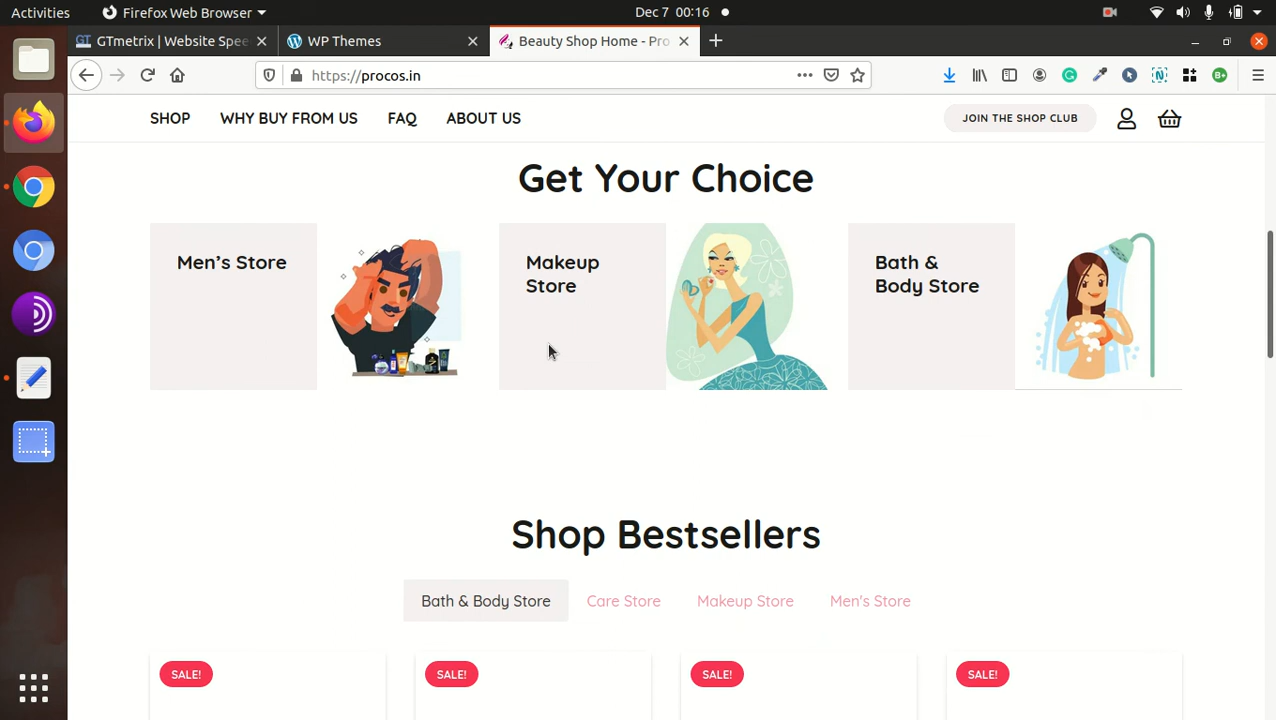 Activities
Firefox Web Browser
Dec 7 00:16
GTmetrix | Website Spee
WP Themes
Beauty Shop Home - Pro
https://procos.in
SHOP
WHY BUY FROM US
FAQ
ABOUT US
JOIN THE SHOP CLUB
Get Your Choice
Men’s Store
Makeup
Store
Bath &
Body Store
Shop Bestsellers
Bath & Body Store
Care Store
Makeup Store
Men's Store
SALE!
SALE!
SALE!
SALE!